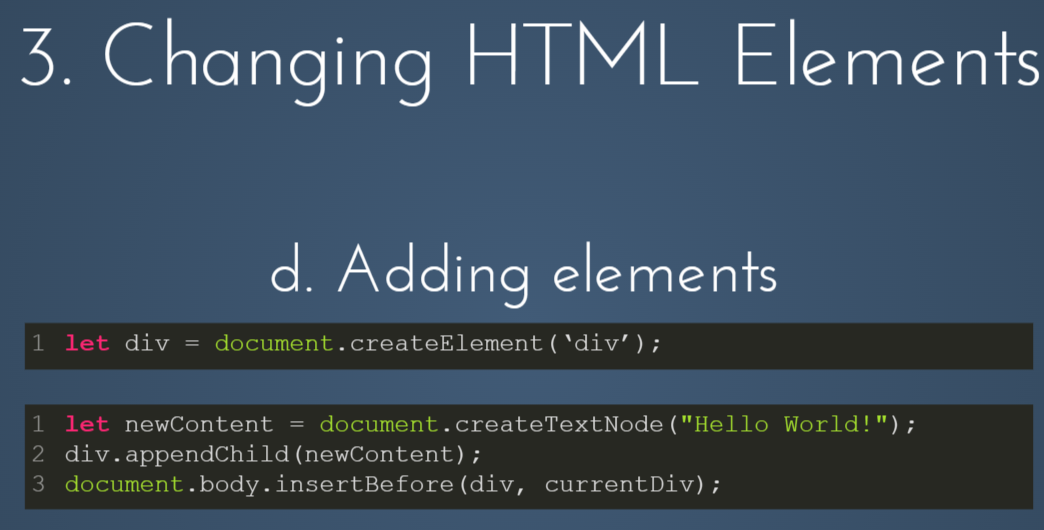 3. Changing HTML Elements
d. Adding elements
1 let div = document.createElement(‘div’);
1 let newContent = document.createTextNode("Hello World!");
2 div.appendChild(newContent);
3 document.body.insertBefore(div, currentDiv);